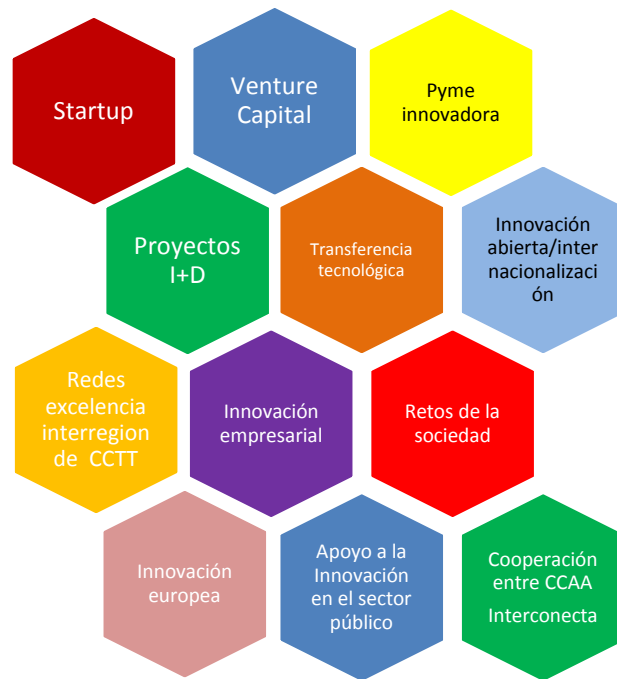 Startup
Venture
Capital
Pyme
innovadora
Proyectos
I+D
Transferencia
tecnológica
Innovación
abierta/inter
nacionalizaci
ón
Redes
excelencia
interregion
de CCTT
Innovación
empresarial
Retos de la
sociedad
Innovación
europea
Apoyo a la
Innovación
en el sector
público
Cooperación
entre CCAA
Interconecta